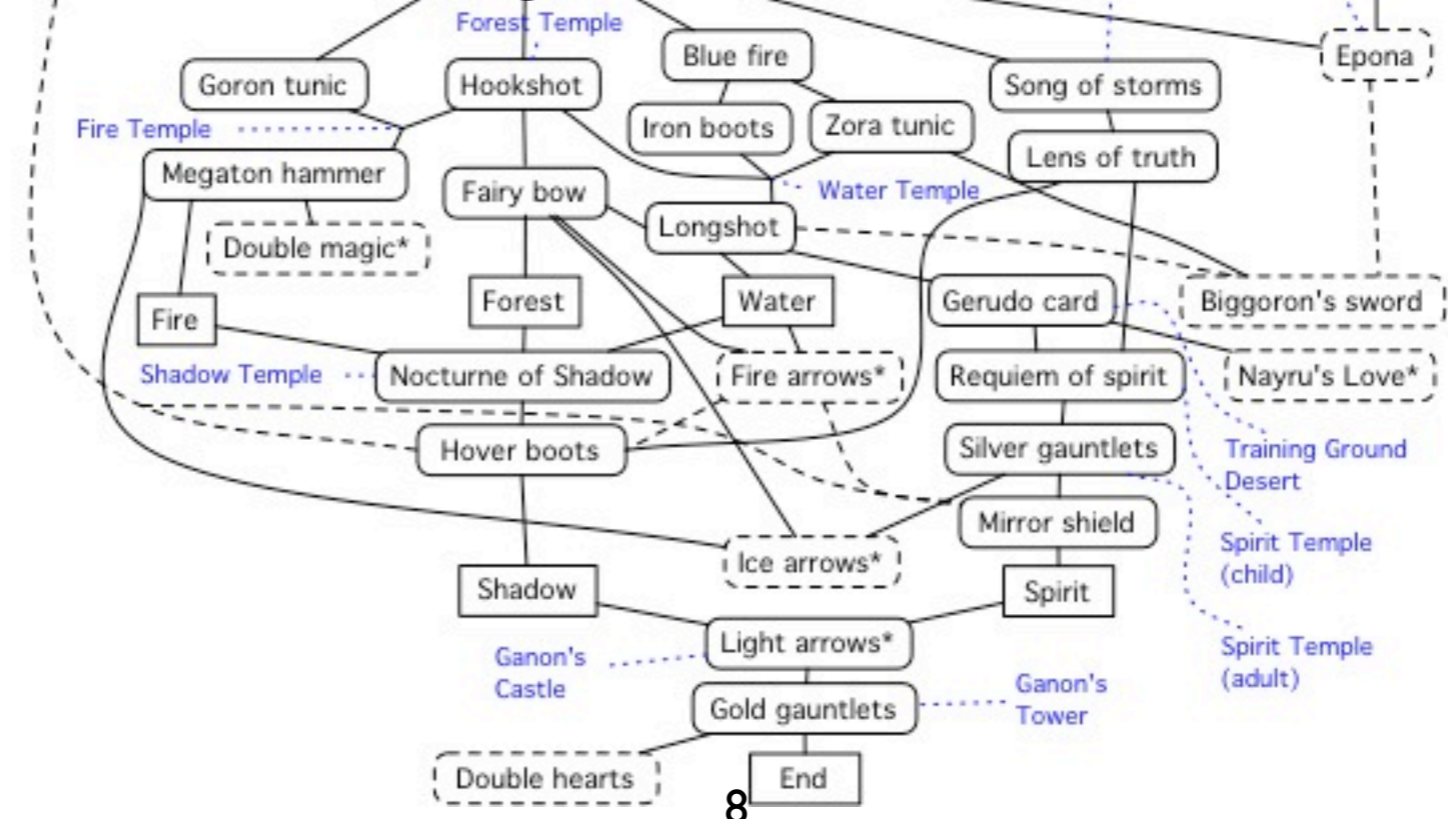 Forest Temple
Blue fire
Epona
Goron tunic
Hookshot
Song of storms
Fire Temple
Iron boots
Zora tunic
Lens of truth
Megaton hammer
Fairy bow
Water Temple
Longshot
Double magic*
Forest
Water
Gerudo card
Biggoron's sword
Fire
Shadow Temple
Nocturne of Shadow
Fire arrows*
Requiem of spirit
Nayru's Love*
Hover boots
Silver gauntlets
Training Ground
Desert
Mirror shield
Spirit Temple
(child)
Ice arrows*
Shadow
Spirit
Light arrows*
Spirit Temple
(adult)
Ganon's
Castle
Gold gauntlets
Ganon's
Tower
Double hearts
End
8